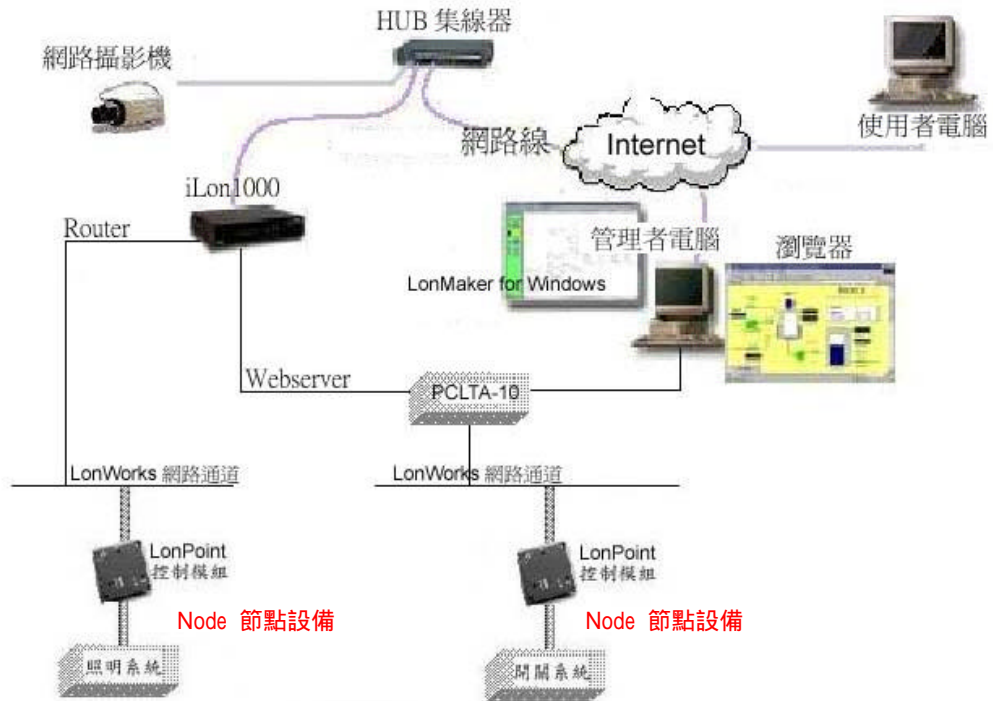 HUB 集線器
網路攝影機
使用者電腦
網路線
Internet
iLon1000
Router
管理者電腦
瀏覽器
LonMaker for Windows
Webserver
PCLTA-10
LonWorks 網路通道
LonWorks 網路通道
LonPoint
控制模組
LonPoint
控制模組
Node 節點設備
Node 節點設備
照明系統
開關系統